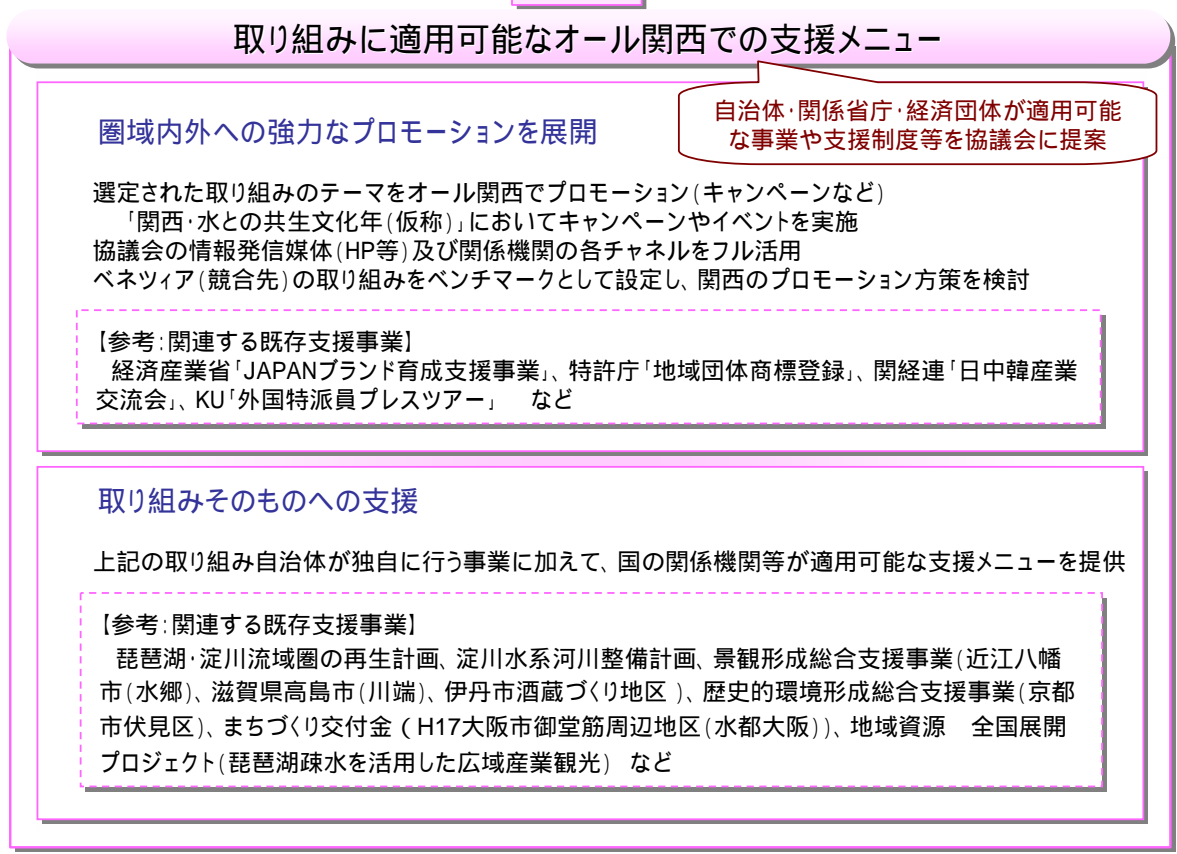 取り組みに適用可能なオール関西での支援メニュー
自治体・関係省庁・経済団体が適用可能
な事業や支援制度等を協議会に提案
圏域内外への強力なプロモーションを展開
選定された取り組みのテーマをオール関西でプロモーション(キャンペーンなど)
「関西・水との共生文化年(仮称)」においてキャンペーンやイベントを実施
協議会の情報発信媒体(HP等)及び関係機関の各チャネルをフル活用
ベネツィア(競合先)の取り組みをベンチマークとして設定し、関西のプロモーション方策を検討
【参考:関連する既存支援事業】
経済産業省「JAPANブランド育成支援事業」、特許庁「地域団体商標登録」、関経連「日中韓産業
交流会」、KU「外国特派員プレスツアー」　など
取り組みそのものへの支援
上記の取り組み自治体が独自に行う事業に加えて、国の関係機関等が適用可能な支援メニューを提供
【参考:関連する既存支援事業】
琵琶湖・淀川流域圏の再生計画、淀川水系河川整備計画、景観形成総合支援事業(近江八幡
市(水郷)、滋賀県高島市(川端)、伊丹市酒蔵づくり地区 )、歴史的環境形成総合支援事業(京都
市伏見区)、まちづくり交付金 ( H17大阪市御堂筋周辺地区(水都大阪))、地域資源　全国展開
プロジェクト(琵琶湖疎水を活用した広域産業観光) など